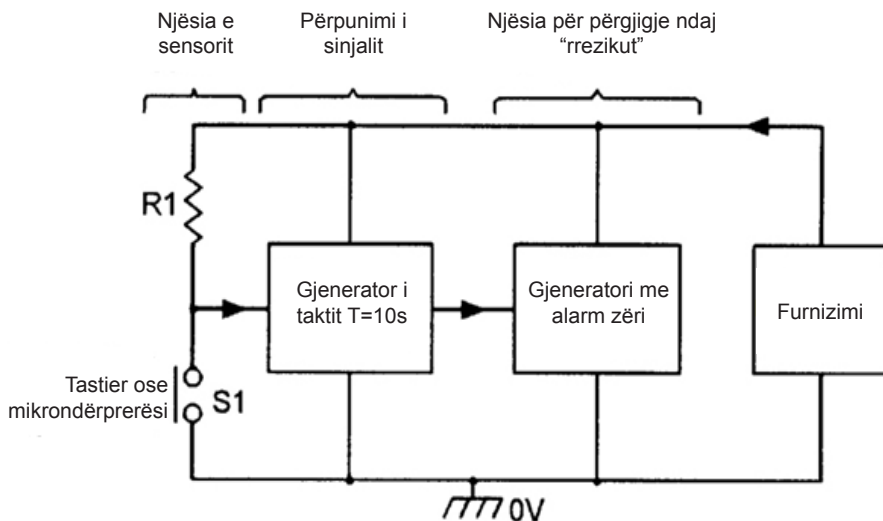 Njësia e
sensorit
Përpunimi i
sinjalit
Njësia për përgjigje ndaj
“rrezikut”
R1
Gjenerator i
taktit T=10s
Gjeneratori me
alarm zëri
Furnizimi
Tastier ose
mikrondërprerësi
S1
0V